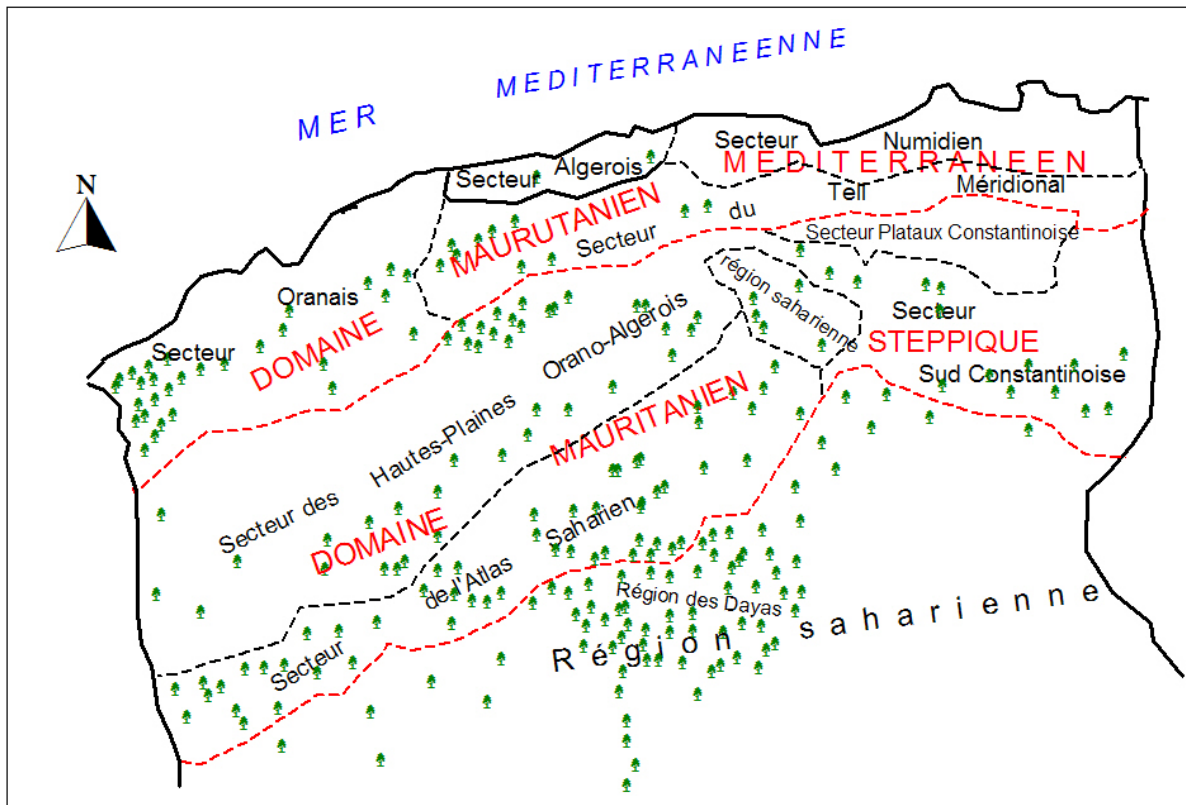 MER MEDITERRANEENNE
N
Secteur Numidien
MEDITERRANEEN
Secteur Algerois
Secteur du Tell Méridional
MAURUTANIEN
Secteur Plataux Constantinoise
région saharienne
Secteur Oranais
DOMAINE
Secteur
STEPPIQUE
Sud Constantinoise
Secteur des Hautes-Plaines Orano-Algerois
DOMAINE MAURITANIEN
Secteur de l'Atlas Saharien
Région des Dayas
Région saharienne